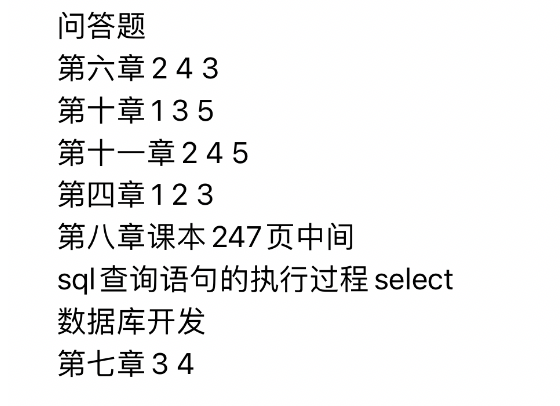 问答题
第六章 2 4 3
第十章 1 3 5
第十一章 2 4 5
第四章 1 2 3
第八章课本 247 页中间
sql 查询语句的执行过程 select
数据库开发
第七章 3 4